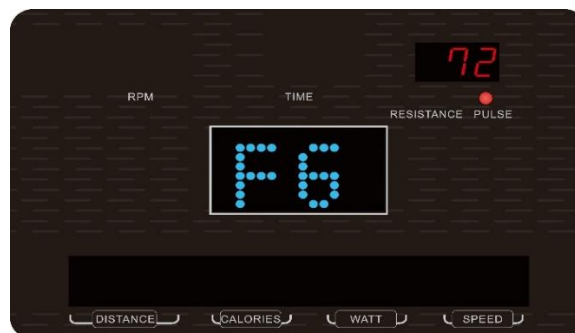 72
RPM TIME
RESISTANCE PULSE
F6
DISTANCE CALORIES WATT SPEED